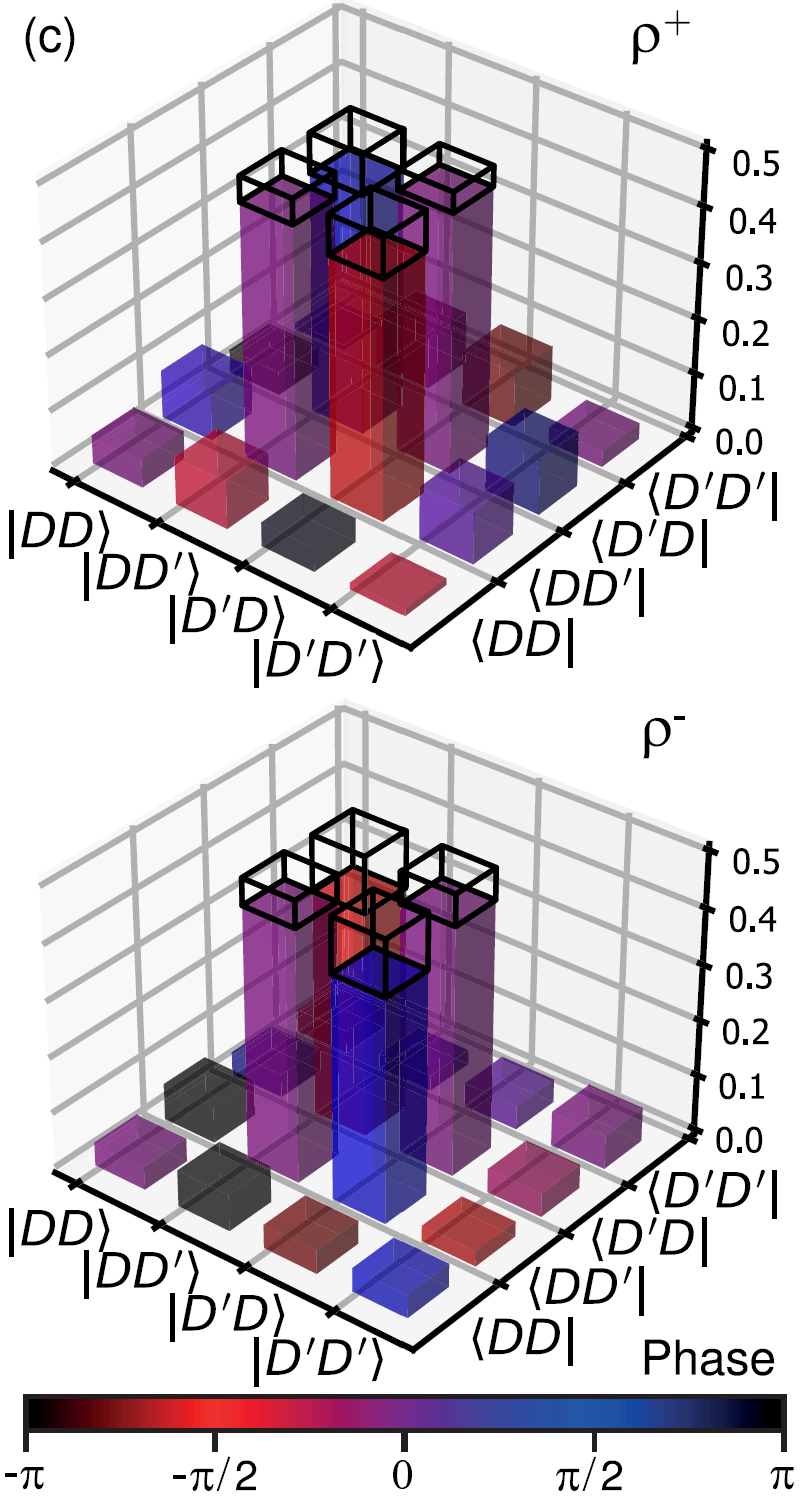 (c)
ρ⁺
0.5
0.4
0.3
0.2
0.1
0.0
|DD⟩
|DD′⟩
|D′D⟩
|D′D′⟩
⟨D′D′|
⟨D′D|
⟨DD′|
⟨DD|
ρ⁻
0.5
0.4
0.3
0.2
0.1
0.0
|DD⟩
|DD′⟩
|D′D⟩
|D′D′⟩
⟨D′D′|
⟨D′D|
⟨DD′|
⟨DD|
Phase
-π -π/2 0 π/2 π